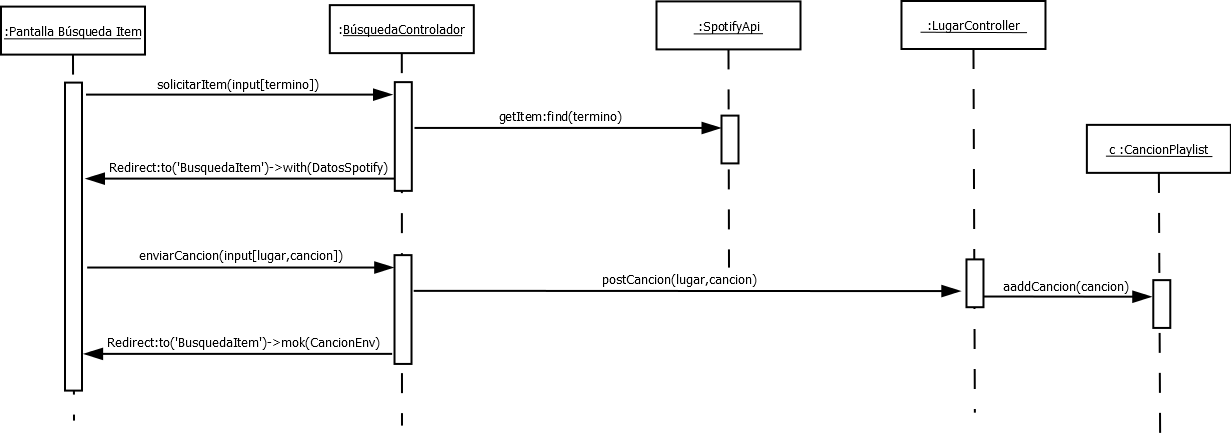 :Pantalla Búsqueda Item
:BúsquedaControlador
:SpotifyApi
:LugarController
solicitarItem(input[termino])
getItem:find(termino)
c :CancionPlaylist
Redirect:to('BusquedaItem')->with(DatosSpotify)
enviarCancion(input[lugar,cancion])
postCancion(lugar,cancion)
aaddCancion(cancion)
Redirect:to('BusquedaItem')->mok(CancionEnv)